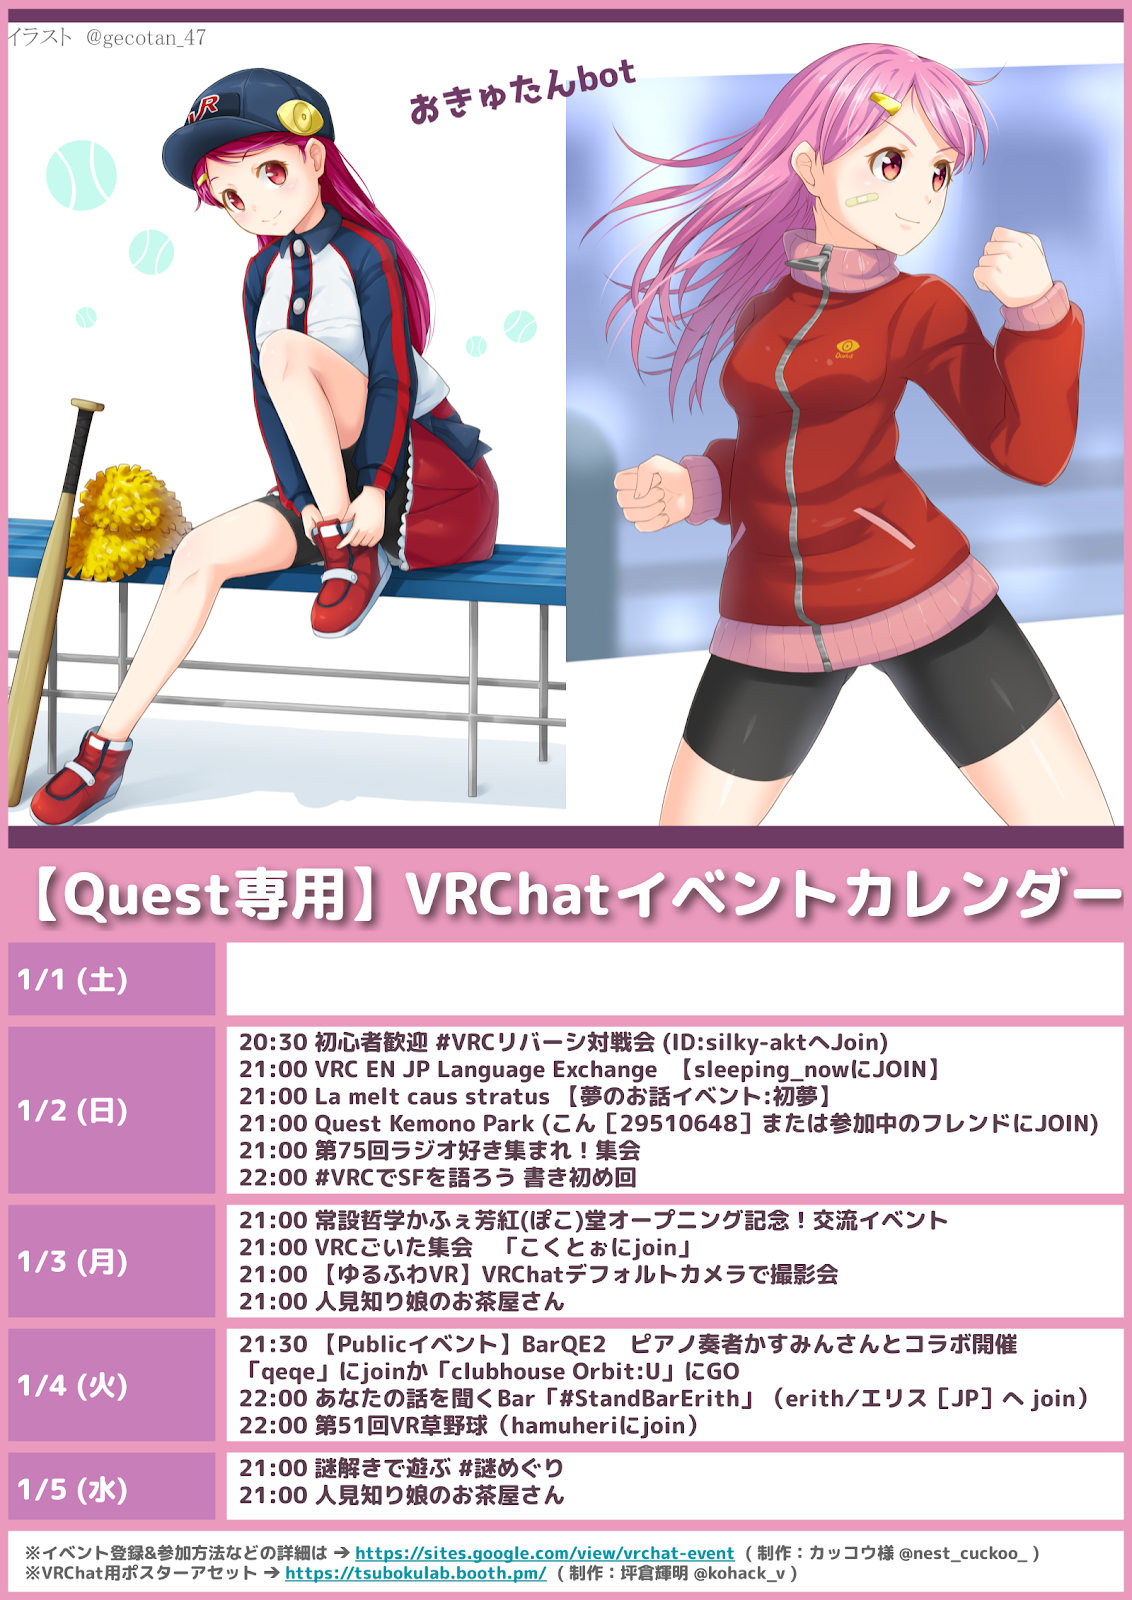 イラスト @gecotan_47
おきゅたんbot
VR
Quest
【Quest専用】VRChatイベントカレンダー
1/1 (土)
1/2 (日)
20:30 初心者歓迎 #VRCリバーシ対戦会 (ID:silky-aktへJoin)
21:00 VRC EN JP Language Exchange 【sleeping_nowにJOIN】
21:00 La melt caus stratus 【夢のお話イベント:初夢】
21:00 Quest Kemono Park (こん［29510648］または参加中のフレンドにJOIN)
21:00 第75回ラジオ好き集まれ！集会
22:00 #VRCでSFを語ろう 書き初め回
1/3 (月)
21:00 常設哲学かふぇ芳紅(ぽこ)堂オープニング記念！交流イベント
21:00 VRCごいた集会　「こくとぉにjoin」
21:00 【ゆるふわVR】VRChatデフォルトカメラで撮影会
21:00 人見知り娘のお茶屋さん
1/4 (火)
21:30 【Publicイベント】BarQE2　ピアノ奏者かすみんさんとコラボ開催
「qeqe」にjoinか「clubhouse Orbit:U」にGO
22:00 あなたの話を聞くBar「#StandBarErith」（erith/エリス［JP］へ join）
22:00 第51回VR草野球（hamuheriにjoin）
1/5 (水)
21:00 謎解きで遊ぶ #謎めぐり
21:00 人見知り娘のお茶屋さん
※イベント登録&参加方法などの詳細は → https://sites.google.com/view/vrchat-event ( 制作：カッコウ様 @nest_cuckoo_ )
※VRChat用ポスターアセット → https://tsubokulab.booth.pm/ ( 制作：坪倉輝明 @kohack_v )